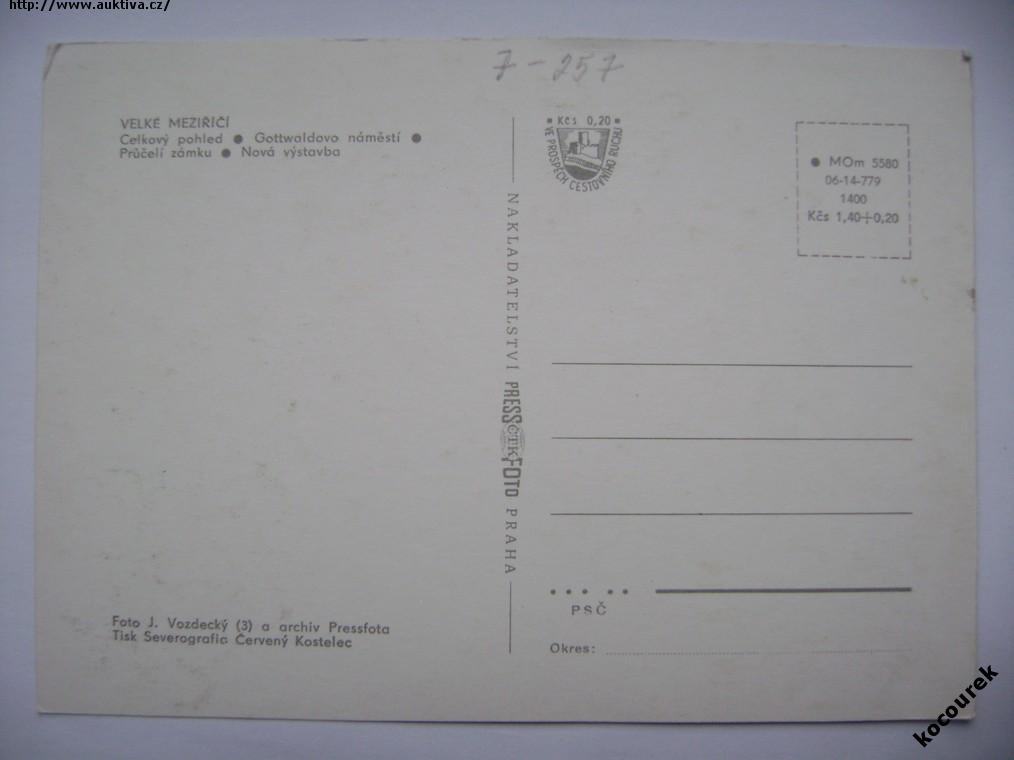 http://www.auktiva.cz/
7-257
VELKÉ MEZIŘÍČÍ
Celkový pohled ● Gottwaldovo náměstí ●
Průčelí zámku ● Nová výstavba
Kčs 0,20
VE PROSPĚCH CESTOVNÍHO RUCHU
● MOm 5580
06-14-779
1400
Kčs 1,40+0,20
NAKLADATELSTVÍ PRESSFOTO PRAHA
ČTK
PSČ
Okres:
Foto J. Vozdecký (3) a archiv Pressfota
Tisk Severografia Červený Kostelec
kocourek